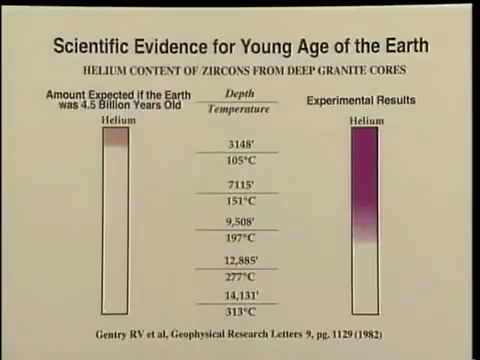 Scientific Evidence for Young Age of the Earth
HELIUM CONTENT OF ZIRCONS FROM DEEP GRANITE CORES
Amount Expected if the Earth
was 4.5 Billion Years Old
Helium
Depth
Temperature
3148'
105°C
7115'
151°C
9,508'
197°C
12,885'
277°C
14,131'
313°C
Experimental Results
Helium
Gentry RV et al, Geophysical Research Letters 9, pg. 1129 (1982)